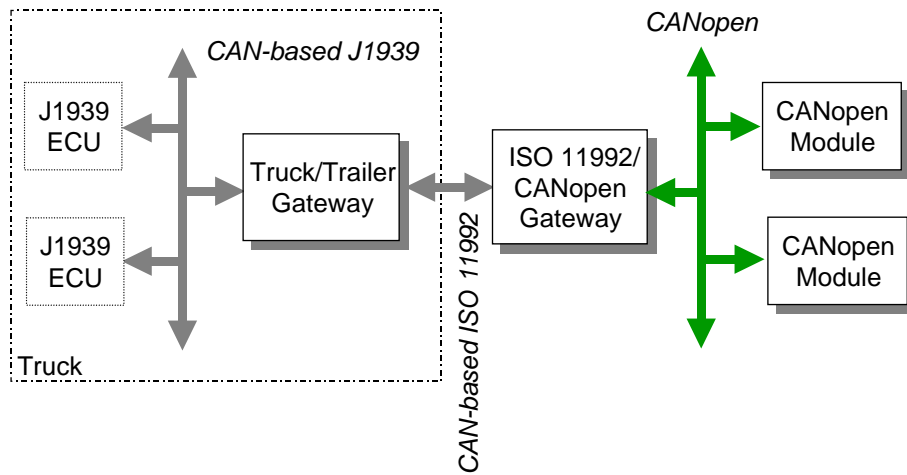 CAN-based J1939
CANopen
J1939
ECU
J1939
ECU
Truck/Trailer
Gateway
ISO 11992/
CANopen
Gateway
CANopen
Module
CANopen
Module
Truck
CAN-based ISO 11992